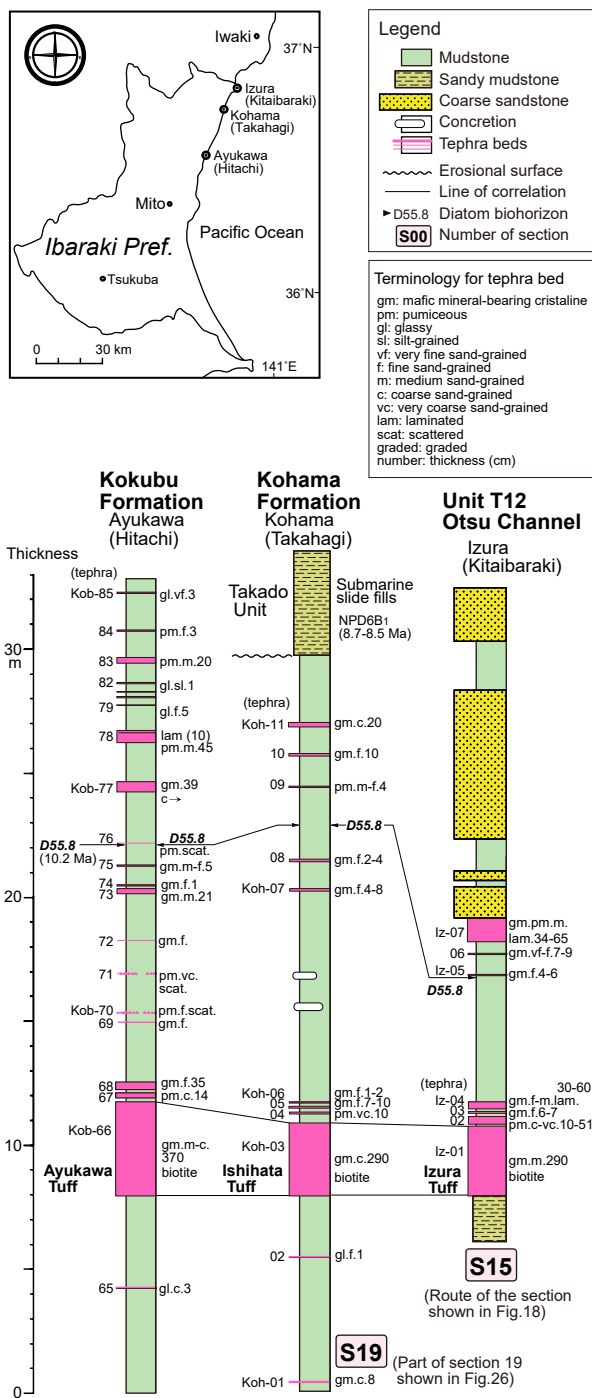 Iwaki
37˚N
Izura
(Kitaibaraki)
Kohama
(Takahagi)
Ayukawa
(Hitachi)
Mito
Pacific Ocean
Ibaraki Pref.
Tsukuba
36˚N
0 30 km
141˚E
Legend
Mudstone
Sandy mudstone
Coarse sandstone
Concretion
Tephra beds
Erosional surface
Line of correlation
D55.8 Diatom biohorizon
S00 Number of section
Terminology for tephra bed
gm: mafic mineral-bearing cristaline
pm: pumiceous
gl: glassy
sl: silt-grained
vf: very fine sand-grained
f: fine sand-grained
m: medium sand-grained
c: coarse sand-grained
vc: very coarse sand-grained
lam: laminated
scat: scattered
graded: graded
number: thickness (cm)
Thickness
30
m
20
10
0
Kokubu
Formation
Ayukawa
(Hitachi)
(tephra)
Kob-85 gl.vf.3
84 pm.f.3
83 pm.m.20
82 gl.sl.1
79 gl.f.5
78 lam (10)
pm.m.45
Kob-77 gm.39
c→
76
D55.8 D55.8
(10.2 Ma) pm.scat.
75 gm.m-f.5
74 gm.f.1
73 gm.m.21
72 gm.f.
71 pm.vc.
scat.
Kob-70 pm.f.scat.
69 gm.f.
68 gm.f.35
67 pm.c.14
Kob-66
gm.m-c.
370
Ayukawa biotite
Tuff
65 gl.c.3
Kohama
Formation
Kohama
(Takahagi)
Takado
Unit
Submarine
slide fills
NPD6B1
(8.7-8.5 Ma)
(tephra)
Koh-11 gm.c.20
10 gm.f.10
09 pm.m-f.4
D55.8
08 gm.f.2-4
Koh-07 gm.f.4-8
Koh-06 gm.f.1-2
05 gm.f.7-10
04 pm.vc.10
Koh-03
gm.c.290
Ishihata biotite
Tuff
02 gl.f.1
S19 (Part of section 19
shown in Fig.26)
Koh-01 gm.c.8
Unit T12
Otsu Channel
Izura
(Kitaibaraki)
Iz-07 gm.pm.m.
lam.34-65
06 gm.vf-f.7-9
Iz-05 gm.f.4-6
D55.8
(tephra) 30-60
Iz-04 gm.f-m.lam.
03 gm.f.6-7
02 pm.c-vc.10-51
Iz-01
gm.m.290
Izura biotite
Tuff
S15
(Route of the section
shown in Fig.18)